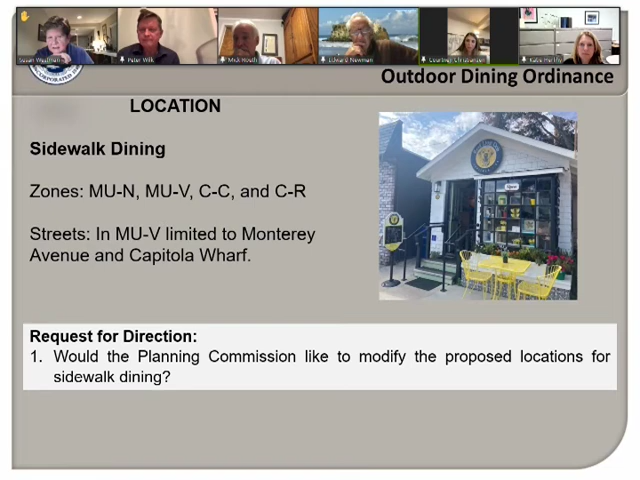 Susan Westman
Peter Wilk
Mick Routh
Edward Newman
Courtney Christiansen
Katie Herlihy
Outdoor Dining Ordinance
INCORPORATED
LOCATION
Sidewalk Dining
Zones: MU-N, MU-V, C-C, and C-R
Streets: In MU-V limited to Monterey
Avenue and Capitola Wharf.
Request for Direction:
1. Would the Planning Commission like to modify the proposed locations for
sidewalk dining?